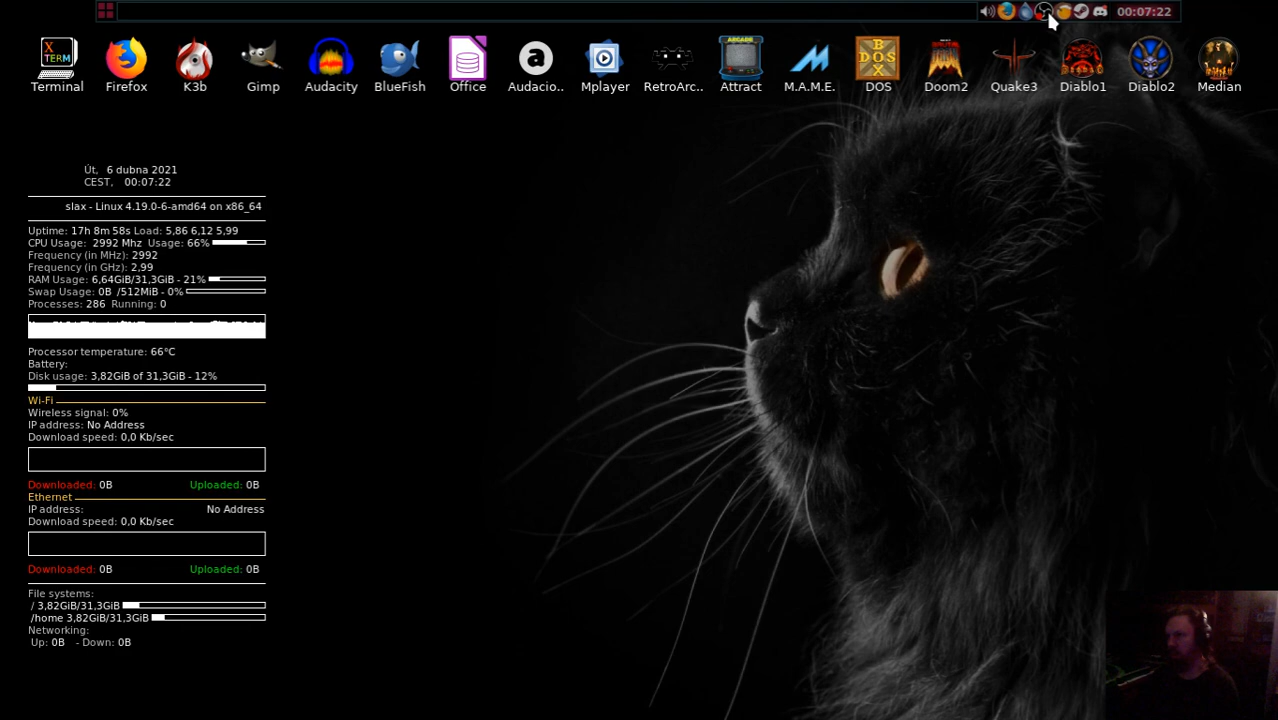 00:07:22
X
TERM
a
ARCADE
B
DOS
X
Terminal Firefox K3b Gimp Audacity BlueFish Office Audacio.. Mplayer RetroArc.. Attract M.A.M.E. DOS Doom2 Quake3 Diablo1 Diablo2 Median
Út, 6 dubna 2021
CEST, 00:07:22
slax - Linux 4.19.0-6-amd64 on x86_64
Uptime: 17h 8m 58s Load: 5,86 6,12 5,99
CPU Usage: 2992 Mhz Usage: 66%
Frequency (in MHz): 2992
Frequency (in GHz): 2,99
RAM Usage: 6,64GiB/31,3GiB - 21%
Swap Usage: 0B /512MiB - 0%
Processes: 286 Running: 0
Processor temperature: 66°C
Battery:
Disk usage: 3,82GiB of 31,3GiB - 12%
Wi-Fi
Wireless signal: 0%
IP address: No Address
Download speed: 0,0 Kb/sec
Downloaded: 0B Uploaded: 0B
Ethernet
IP address: No Address
Download speed: 0,0 Kb/sec
Downloaded: 0B Uploaded: 0B
File systems:
/ 3,82GiB/31,3GiB
/home 3,82GiB/31,3GiB
Networking:
Up: 0B - Down: 0B